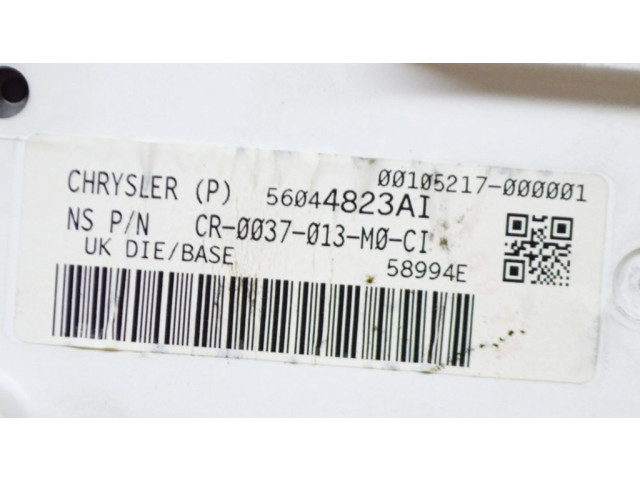 00105217-000001
CHRYSLER (P) 56044823AI
NS P/N CR-0037-013-M0-CI
UK DIE/BASE 58994E